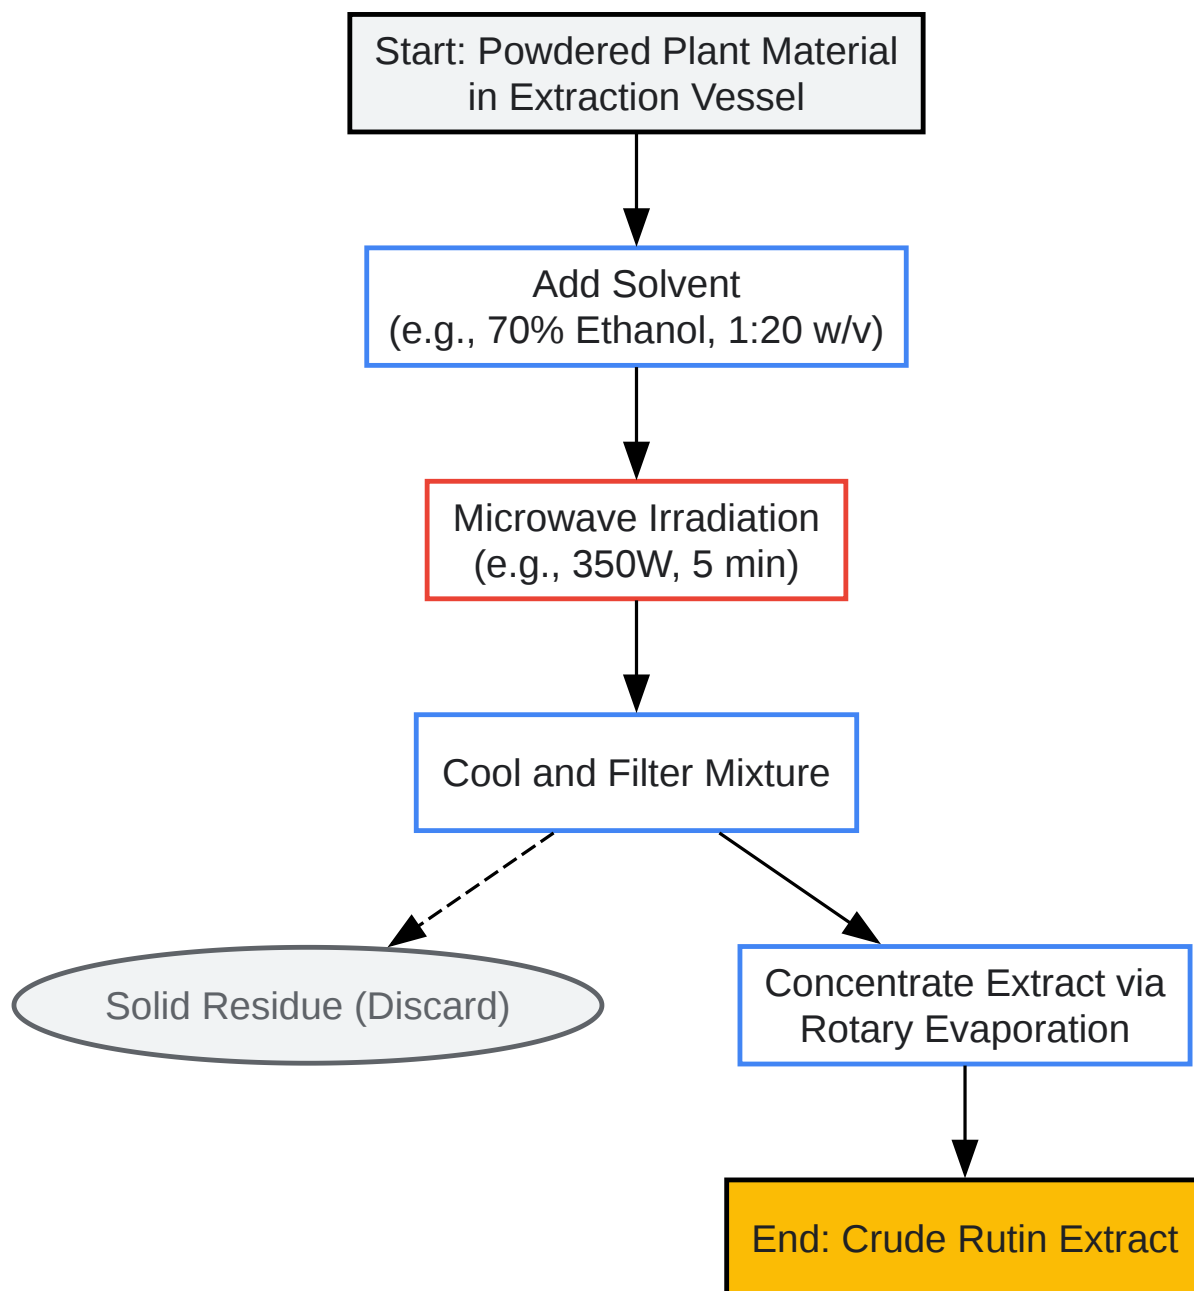 Start: Powdered Plant Material
in Extraction Vessel
Add Solvent
(e.g., 70% Ethanol, 1:20 w/v)
Microwave Irradiation
(e.g., 350W, 5 min)
Cool and Filter Mixture
Solid Residue (Discard)
Concentrate Extract via
Rotary Evaporation
End: Crude Rutin Extract